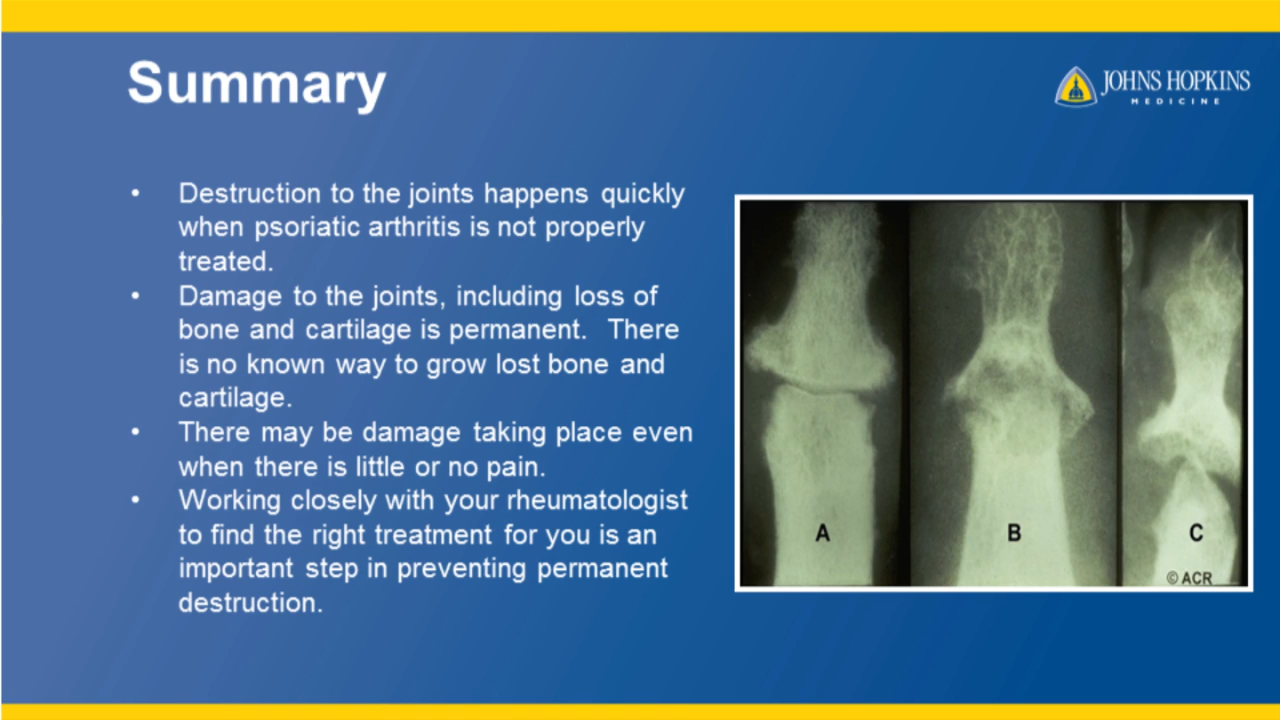 Summary
JOHNS HOPKINS
MEDICINE
• Destruction to the joints happens quickly
when psoriatic arthritis is not properly
treated.
• Damage to the joints, including loss of
bone and cartilage is permanent. There
is no known way to grow lost bone and
cartilage.
• There may be damage taking place even
when there is little or no pain.
• Working closely with your rheumatologist
to find the right treatment for you is an
important step in preventing permanent
destruction.
A B C
© ACR